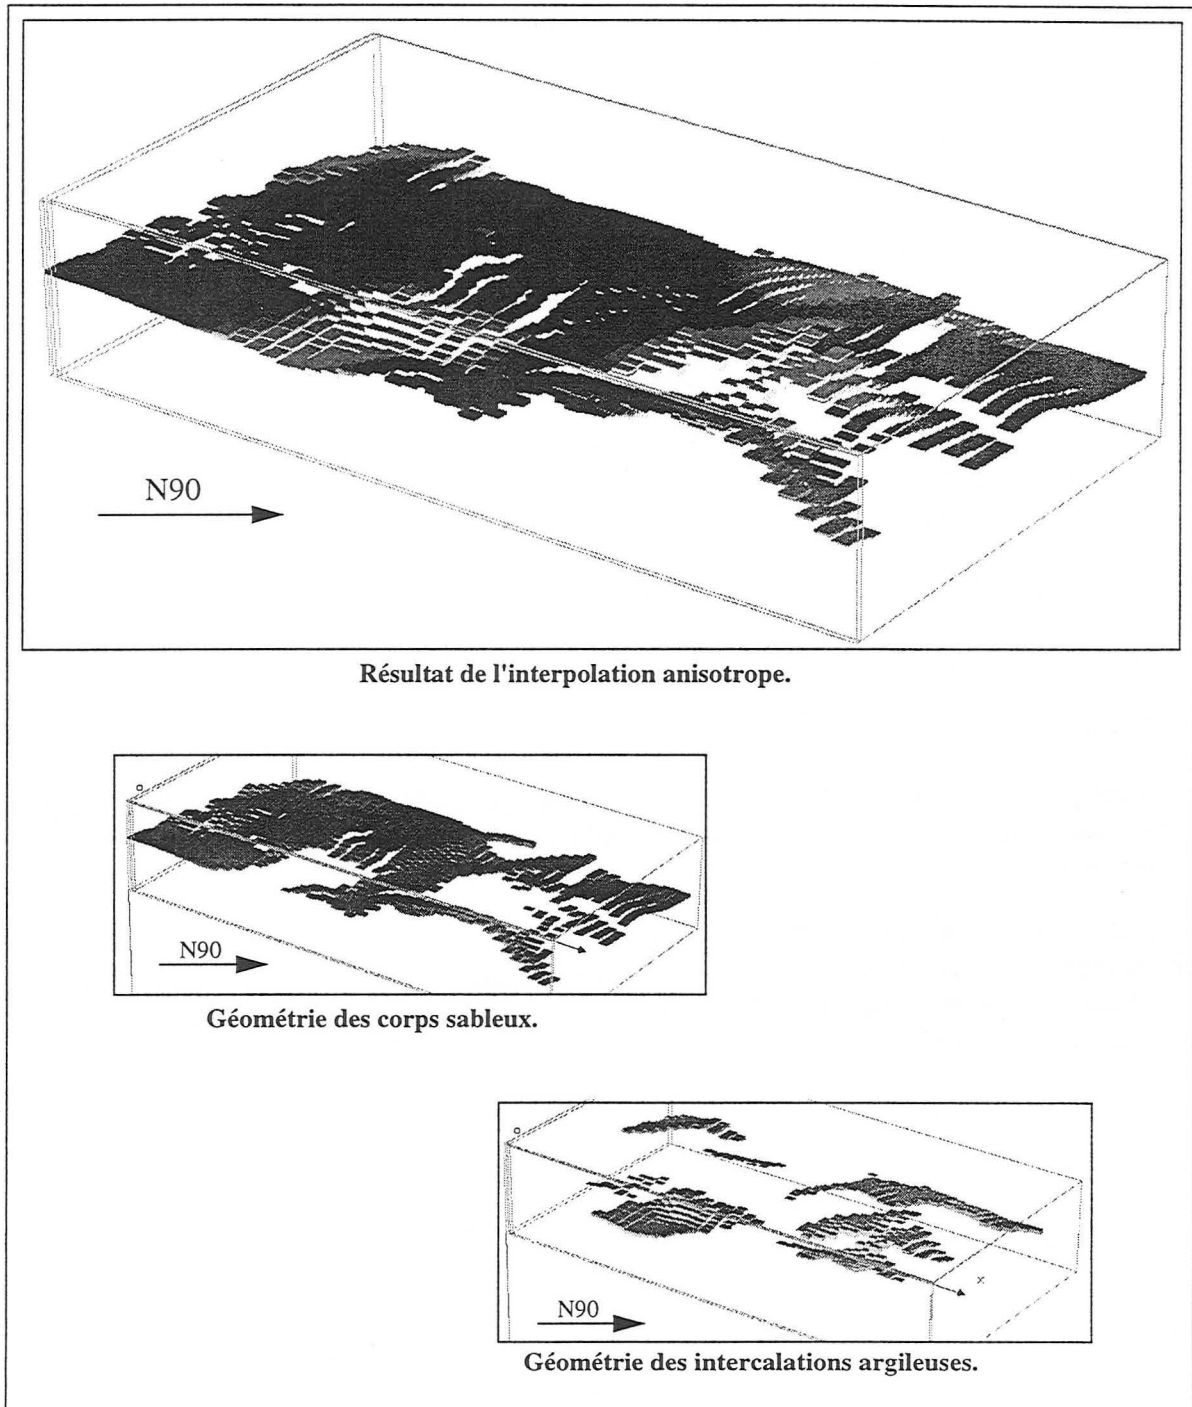 N90
Résultat de l'interpolation anisotrope.
N90
Géométrie des corps sableux.
x
N90
Géométrie des intercalations argileuses.